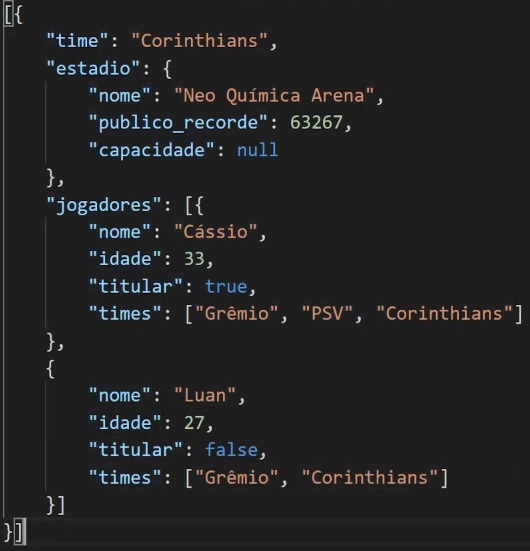 [{
    "time": "Corinthians",
    "estadio": {
        "nome": "Neo Química Arena",
        "publico_recorde": 63267,
        "capacidade": null
    },
    "jogadores": [{
        "nome": "Cássio",
        "idade": 33,
        "titular": true,
        "times": ["Grêmio", "PSV", "Corinthians"]
    },
    {
        "nome": "Luan",
        "idade": 27,
        "titular": false,
        "times": ["Grêmio", "Corinthians"]
    }]
}]